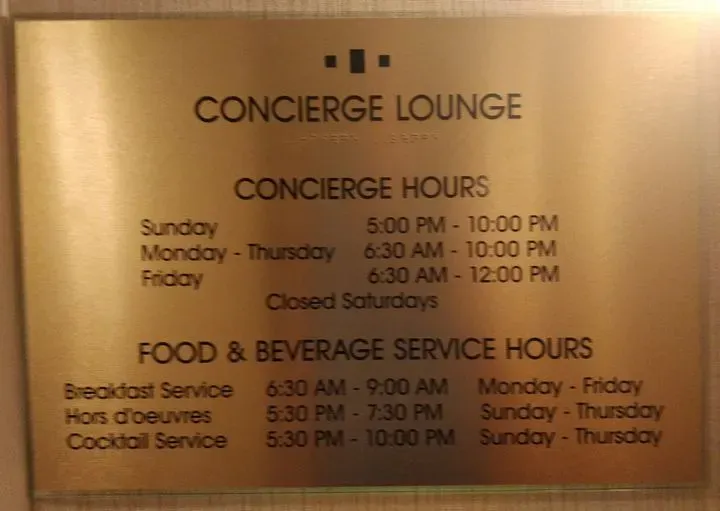 CONCIERGE LOUNGE
CONCIERGE HOURS
Sunday 5:00 PM - 10:00 PM
Monday - Thursday 6:30 AM - 10:00 PM
Friday 6:30 AM - 12:00 PM
Closed Saturdays
FOOD & BEVERAGE SERVICE HOURS
Breakfast Service 6:30 AM - 9:00 AM Monday - Friday
Hors d'oeuvres 5:30 PM - 7:30 PM Sunday - Thursday
Cocktail Service 5:30 PM - 10:00 PM Sunday - Thursday